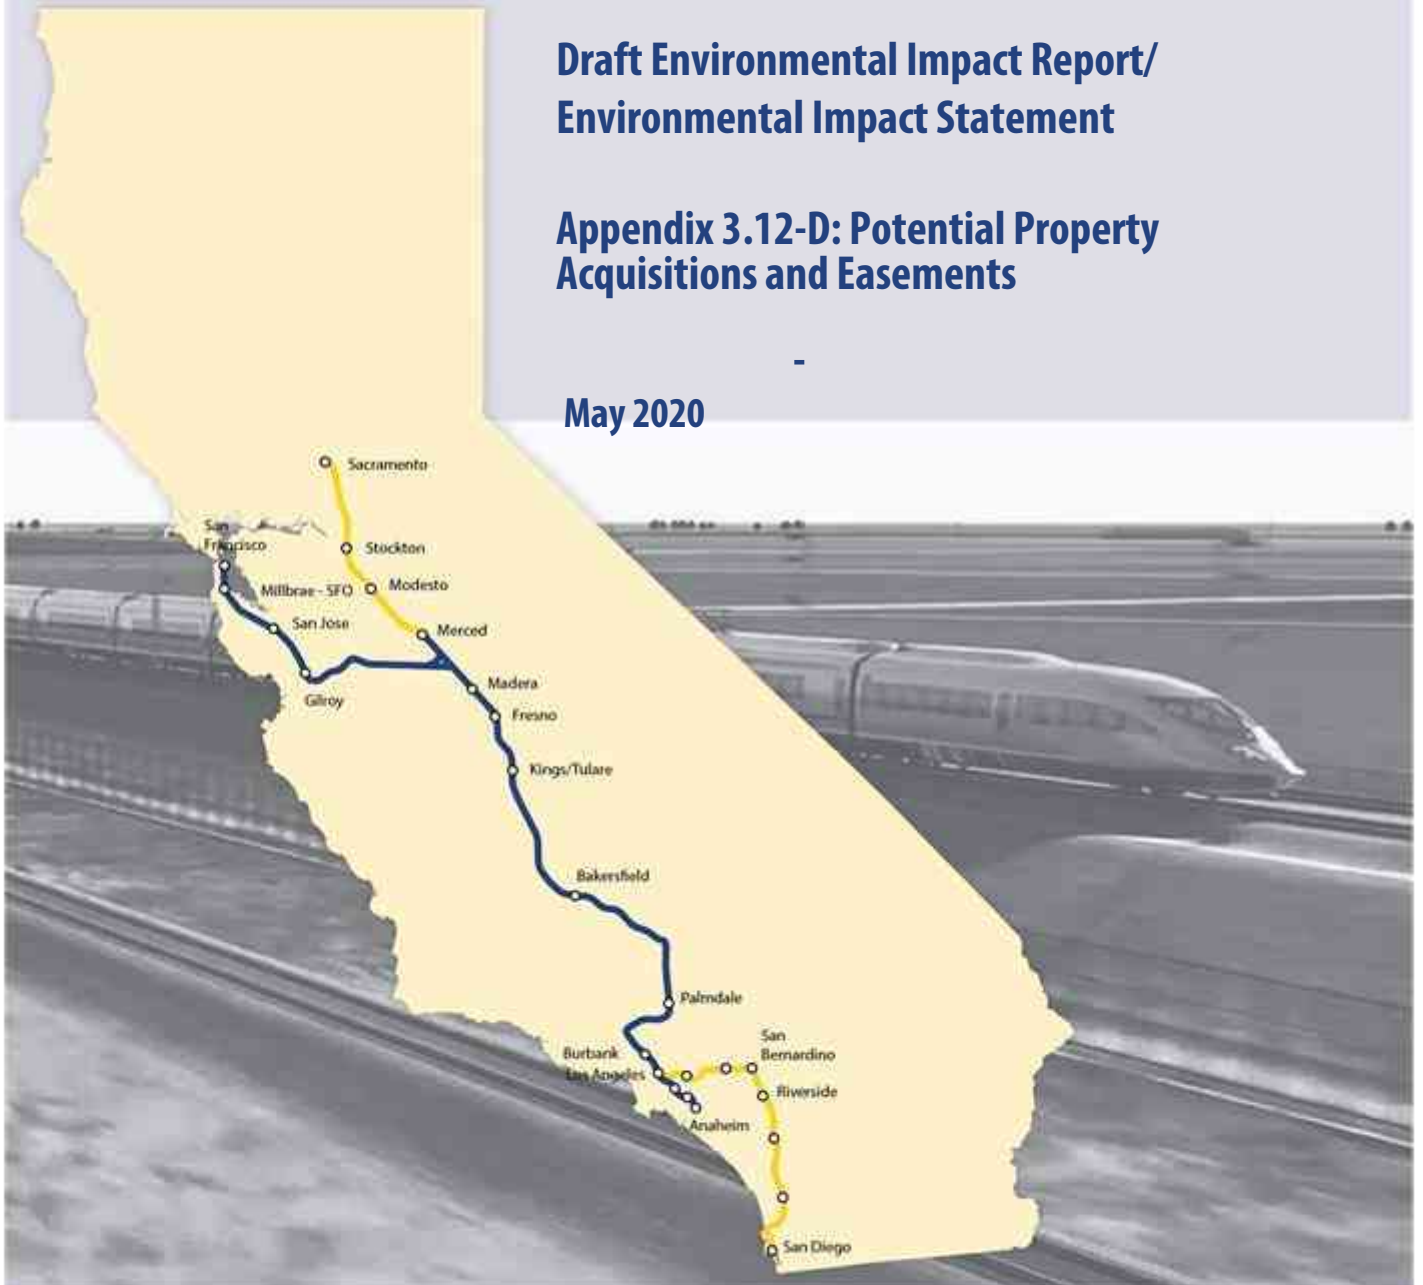 Draft Environmental Impact Report/
Environmental Impact Statement
Appendix 3.12-D: Potential Property
Acquisitions and Easements
-
May 2020
Sacramento
San
Francisco
Stockton
Millbrae - SFO
Modesto
San Jose
Merced
Gilroy
Madera
Fresno
Kings/Tulare
Bakersfield
Palmdale
San
Bernardino
Burbank
Los Angeles
Riverside
Anaheim
San Diego